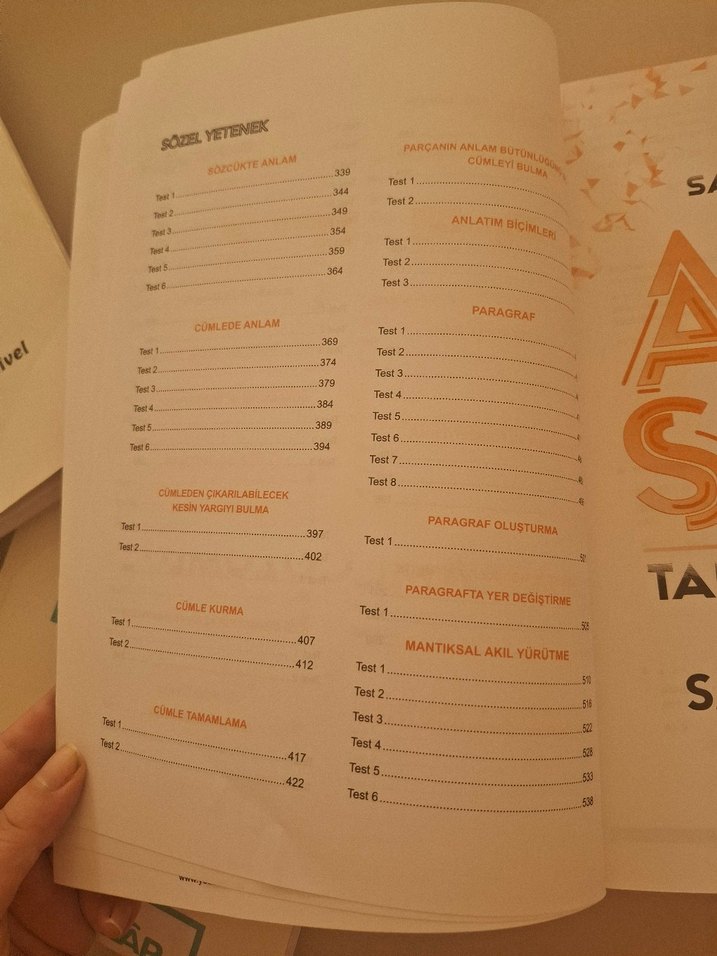 SÖZEL YETENEK
SÖZCÜKTE ANLAM
Test 1 339
Test 2 344
Test 3 349
Test 4 354
Test 5 359
Test 6 364
CÜMLEDE ANLAM
Test 1 369
Test 2 374
Test 3 379
Test 4 384
Test 5 389
Test 6 394
CÜMLEDEN ÇIKARILABİLECEK
KESİN YARGIYI BULMA
Test 1 397
Test 2 402
CÜMLE KURMA
Test 1 407
Test 2 412
CÜMLE TAMAMLAMA
Test 1 417
Test 2 422
PARÇANIN ANLAM
CÜMLEYİ BULMA
Test 1
Test 2
ANLATIM BİÇİMLERİ
Test 1
Test 2
Test 3
PARAGRAF
Test 1
Test 2
Test 3
Test 4
Test 5
Test 6
Test 7
Test 8
PARAGRAF OLUŞTURMA
Test 1
PARAGRAFTA YER DEĞİŞTİRME
Test 1 505
MANTIKSAL AKIL YÜRÜTME
Test 1 510
Test 2 516
Test 3 522
Test 4 528
Test 5 533
Test 6 538